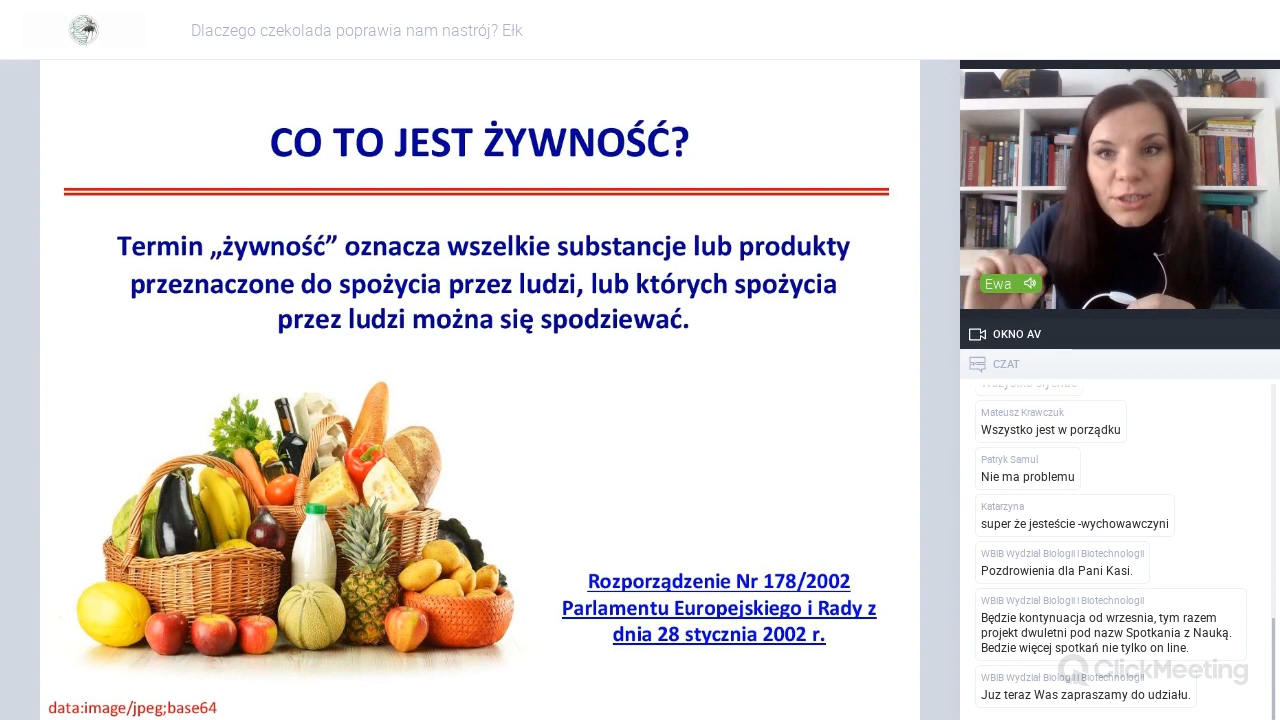 Dlaczego czekolada poprawia nam nastrój? Ełk
CO TO JEST ŻYWNOŚĆ?
Termin „żywność” oznacza wszelkie substancje lub produkty
przeznaczone do spożycia przez ludzi, lub których spożycia
przez ludzi można się spodziewać.
Rozporządzenie Nr 178/2002
Parlamentu Europejskiego i Rady z
dnia 28 stycznia 2002 r.
data:image/jpeg;base64
Ewa
OKNO AV
CZAT
Mateusz Krawczuk
Wszystko jest w porządku
Patryk Samul
Nie ma problemu
Katarzyna
super że jesteście -wychowawczyni
WBiB Wydział Biologii i Biotechnologii
Pozdrowienia dla Pani Kasi.
WBiB Wydział Biologii i Biotechnologii
Będzie kontynuacja od wrzesnia, tym razem
projekt dwuletni pod nazw Spotkania z Nauką.
Bedzie więcej spotkań nie tylko on line.
WBiB Wydział Biologii i Biotechnologii
Juz teraz Was zapraszamy do udziału.
ClickMeeting